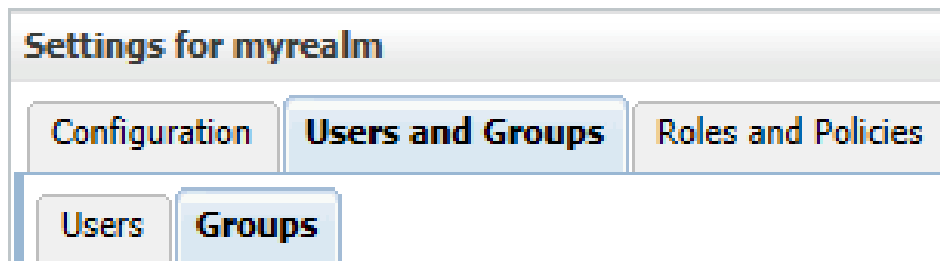 Settings for myrealm
Configuration Users and Groups Roles and Policies
Users Groups